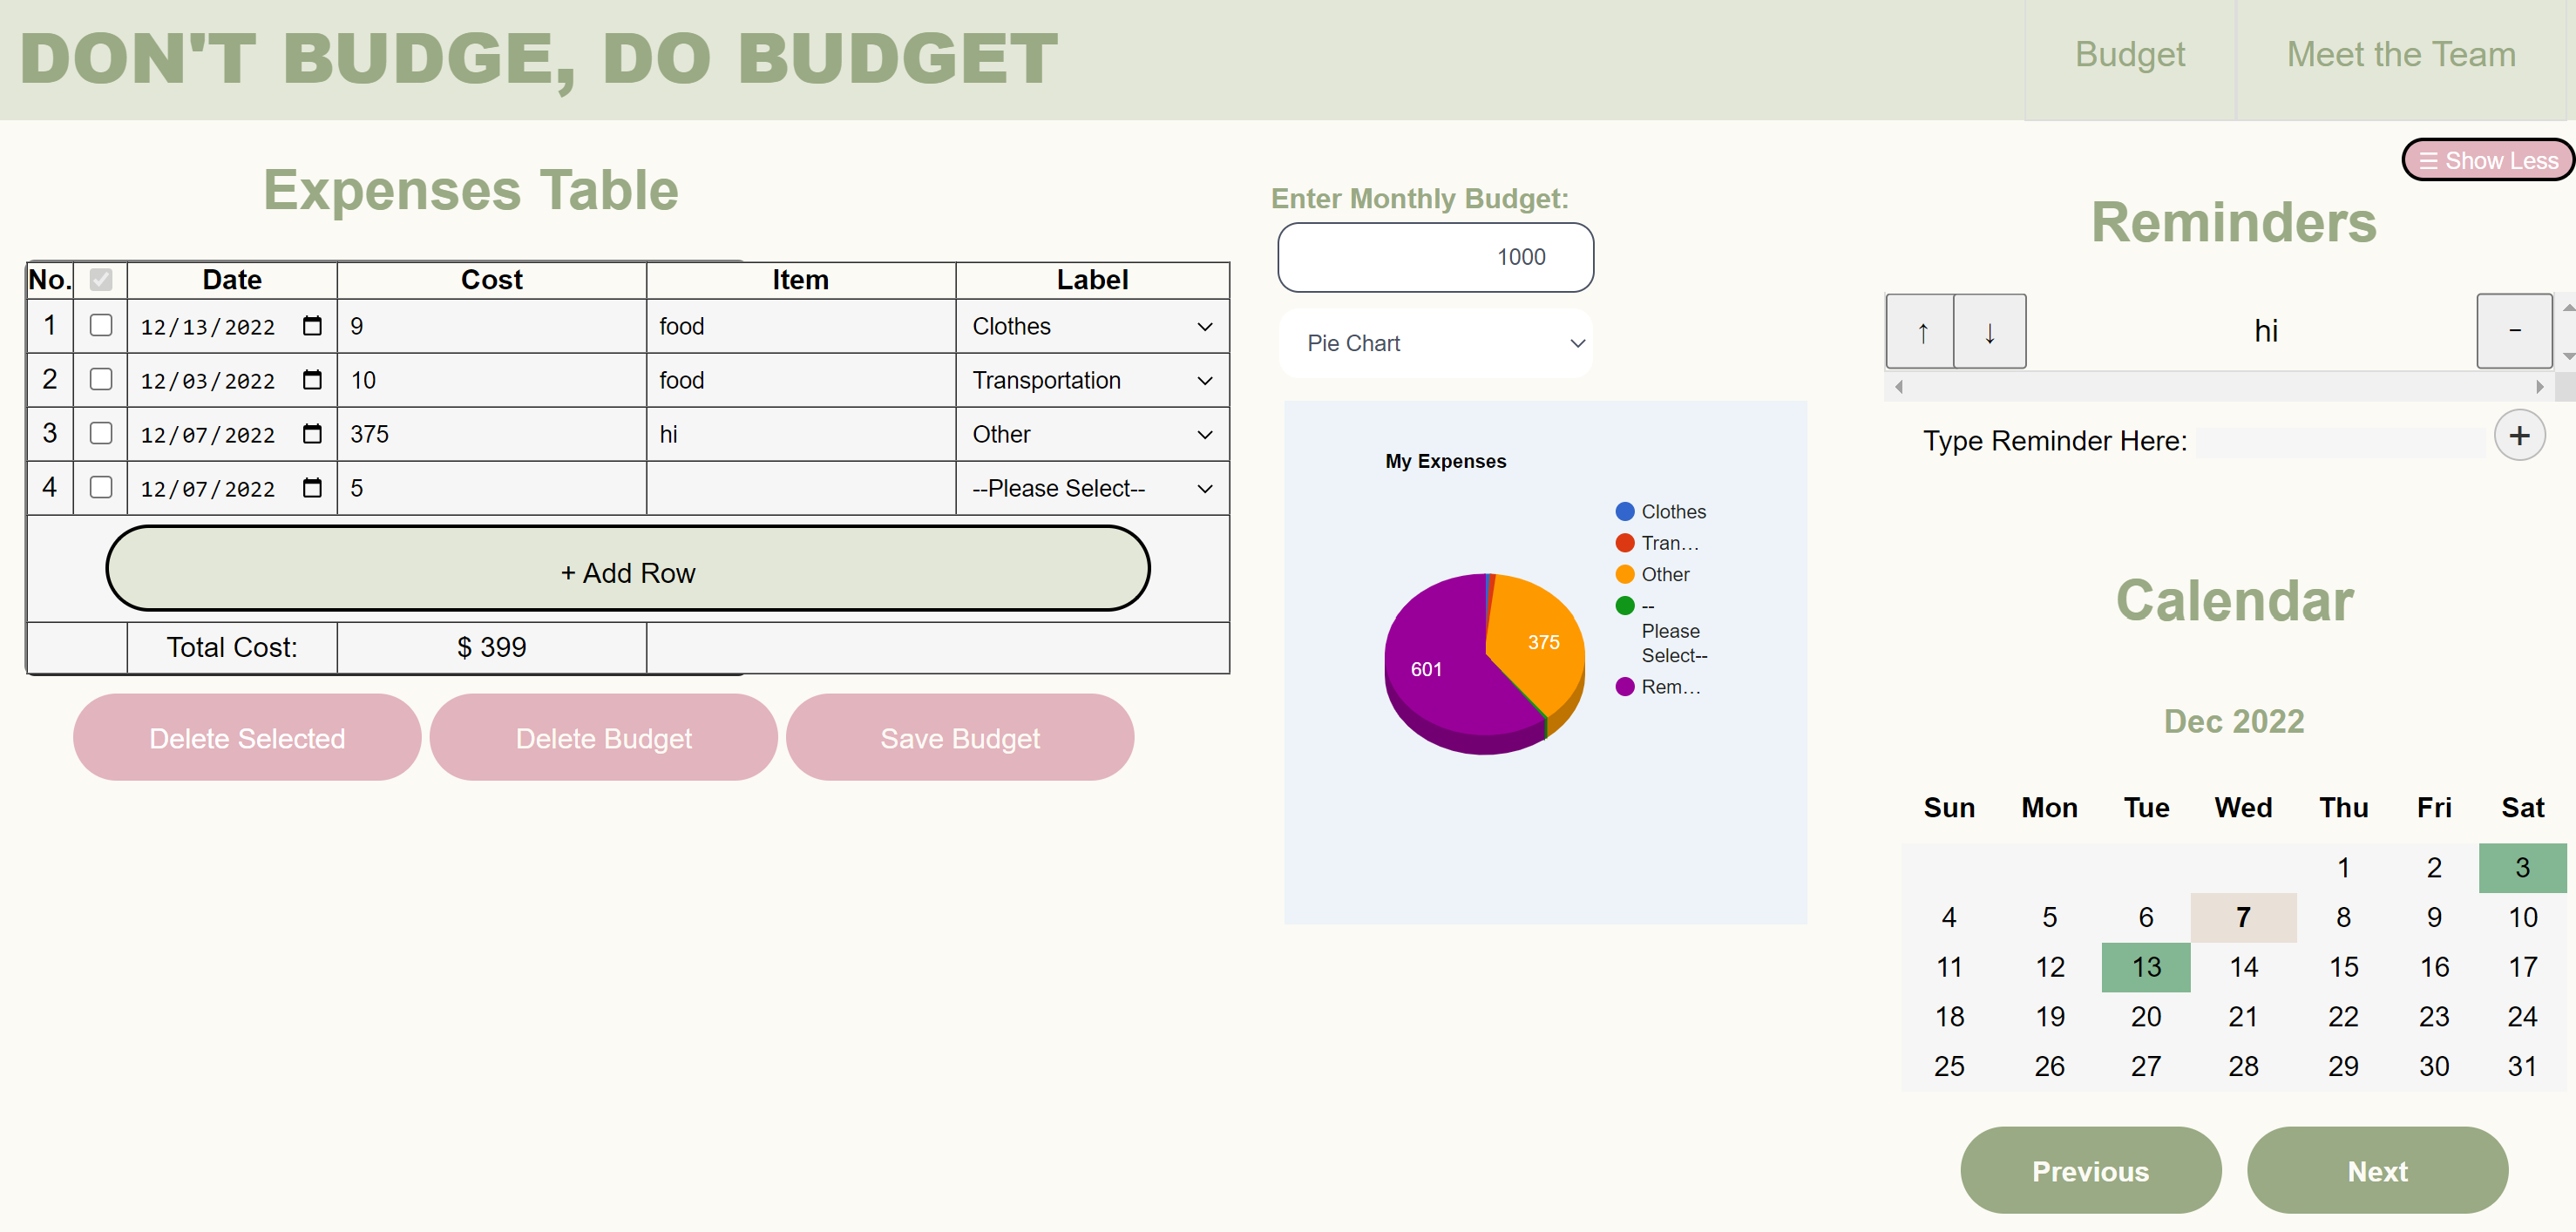 DON'T BUDGE, DO BUDGET
Budget
Meet the Team
☰ Show Less
Expenses Table
No. Date Cost Item Label
1 12/13/2022 9 food Clothes
2 12/03/2022 10 food Transportation
3 12/07/2022 375 hi Other
4 12/07/2022 5 --Please Select--
+ Add Row
Total Cost: $ 399
Delete Selected
Delete Budget
Save Budget
Enter Monthly Budget:
1000
Pie Chart
My Expenses
Clothes
Tran...
Other
--
Please
Select--
Rem...
375
601
Reminders
↑ ↓ hi -
Type Reminder Here: +
Calendar
Dec 2022
Sun Mon Tue Wed Thu Fri Sat
1 2 3
4 5 6 7 8 9 10
11 12 13 14 15 16 17
18 19 20 21 22 23 24
25 26 27 28 29 30 31
Previous
Next